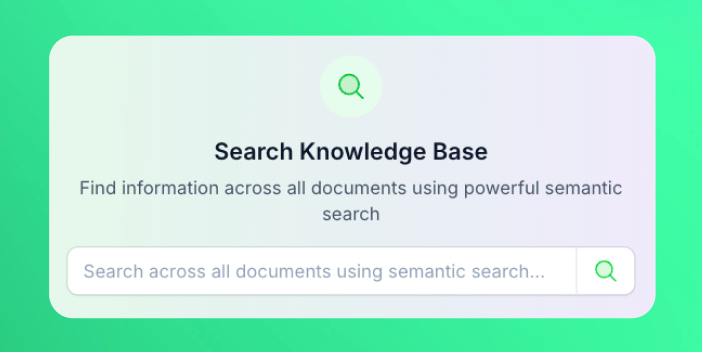 Search Knowledge Base
Find information across all documents using powerful semantic
search
Search across all documents using semantic search...